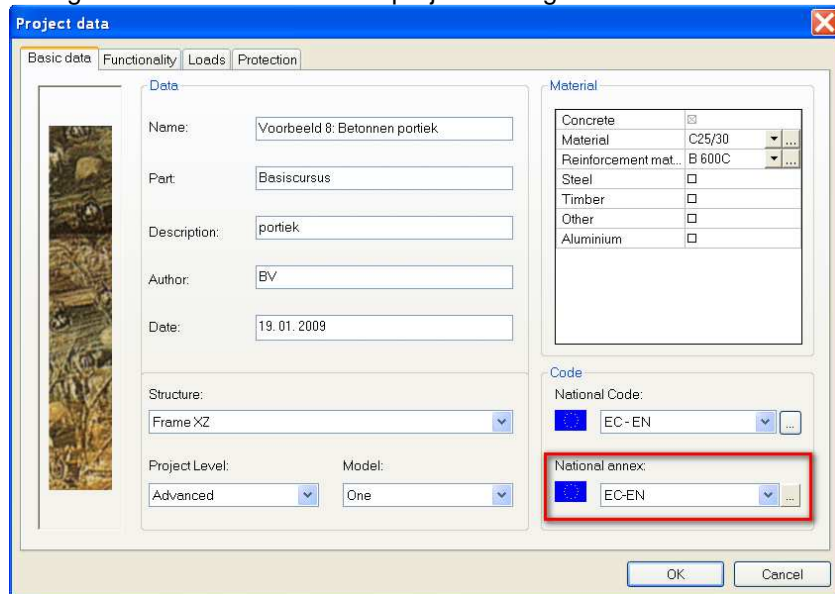 Project data
Basic data Functionality Loads Protection
Data
Name: Voorbeeld 8: Betonnen portiek
Part: Basiscursus
Description: portiek
Author: BV
Date: 19. 01. 2009
Structure:
Frame XZ
Project Level: Model:
Advanced One
Material
Concrete
Material C25/30 ...
Reinforcement mat... B 600C ...
Steel
Timber
Other
Aluminium
Code
National Code:
EC - EN ...
National annex:
EC-EN ...
OK Cancel